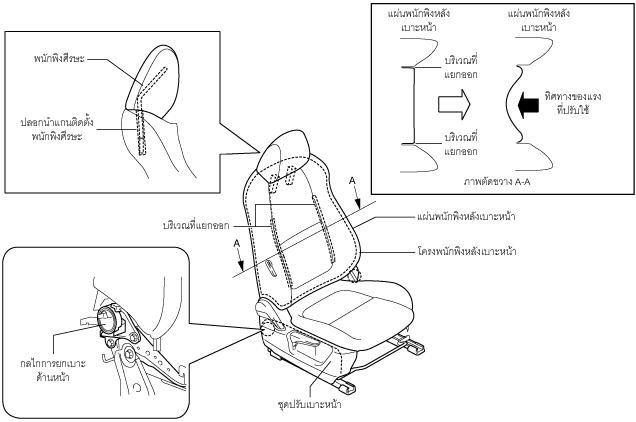 พนักพิงศีรษะ
ปลอกนำแกนติดตั้ง
พนักพิงศีรษะ
แผ่นพนักพิงหลัง
เบาะหน้า
แผ่นพนักพิงหลัง
เบาะหน้า
บริเวณที่
แยกออก
ทิศทางของแรง
ที่ปรับใช้
บริเวณที่
แยกออก
ภาพตัดขวาง A-A
A
บริเวณที่แยกออก
แผ่นพนักพิงหลังเบาะหน้า
A
โครงพนักพิงหลังเบาะหน้า
กลไกการยกเบาะ
ด้านหน้า
ชุดปรับเบาะหน้า